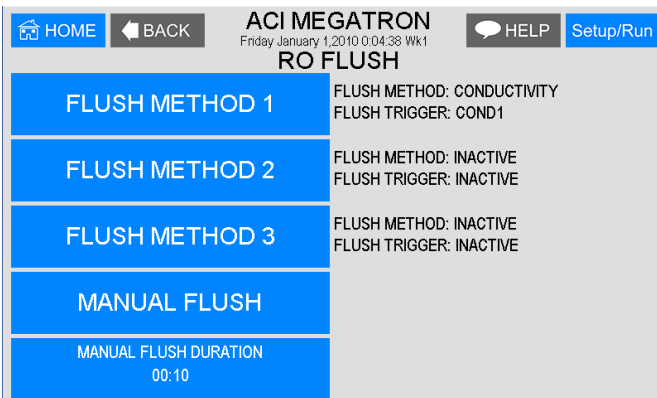 HOME
BACK
ACI MEGATRON
HELP
Setup/Run
Friday January 1,2010 0:04:38 Wk1
RO FLUSH
FLUSH METHOD 1
FLUSH METHOD: CONDUCTIVITY
FLUSH TRIGGER: COND1
FLUSH METHOD 2
FLUSH METHOD: INACTIVE
FLUSH TRIGGER: INACTIVE
FLUSH METHOD 3
FLUSH METHOD: INACTIVE
FLUSH TRIGGER: INACTIVE
MANUAL FLUSH
MANUAL FLUSH DURATION
00:10